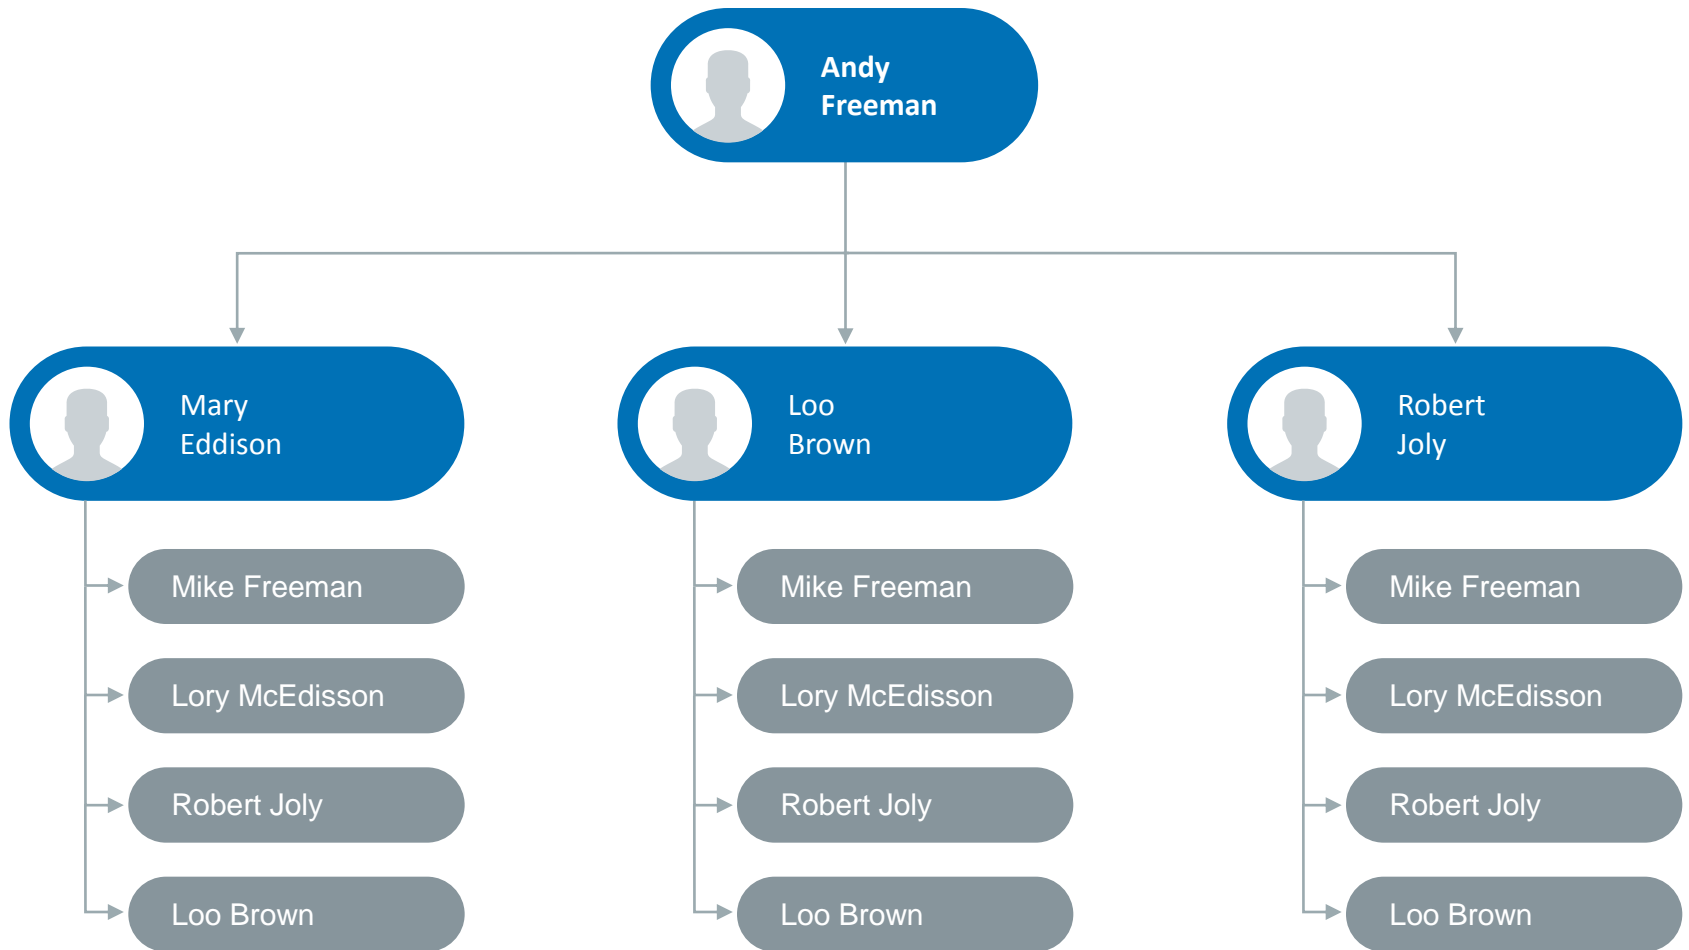 Andy
Freeman
Mary
Eddison
Loo
Brown
Robert
Joly
Mike Freeman
Lory McEdisson
Robert Joly
Loo Brown
Mike Freeman
Lory McEdisson
Robert Joly
Loo Brown
Mike Freeman
Lory McEdisson
Robert Joly
Loo Brown